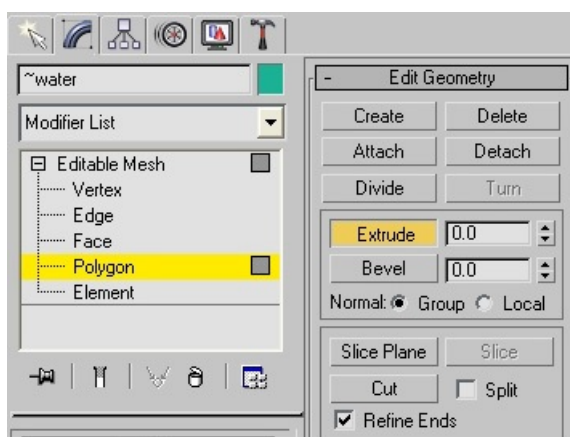 ~water
Modifier List
Editable Mesh
Vertex
Edge
Face
Polygon
Element
- Edit Geometry
Create Delete
Attach Detach
Divide Turn
Extrude 0.0
Bevel 0.0
Normal: Group Local
Slice Plane Slice
Cut Split
Refine Ends